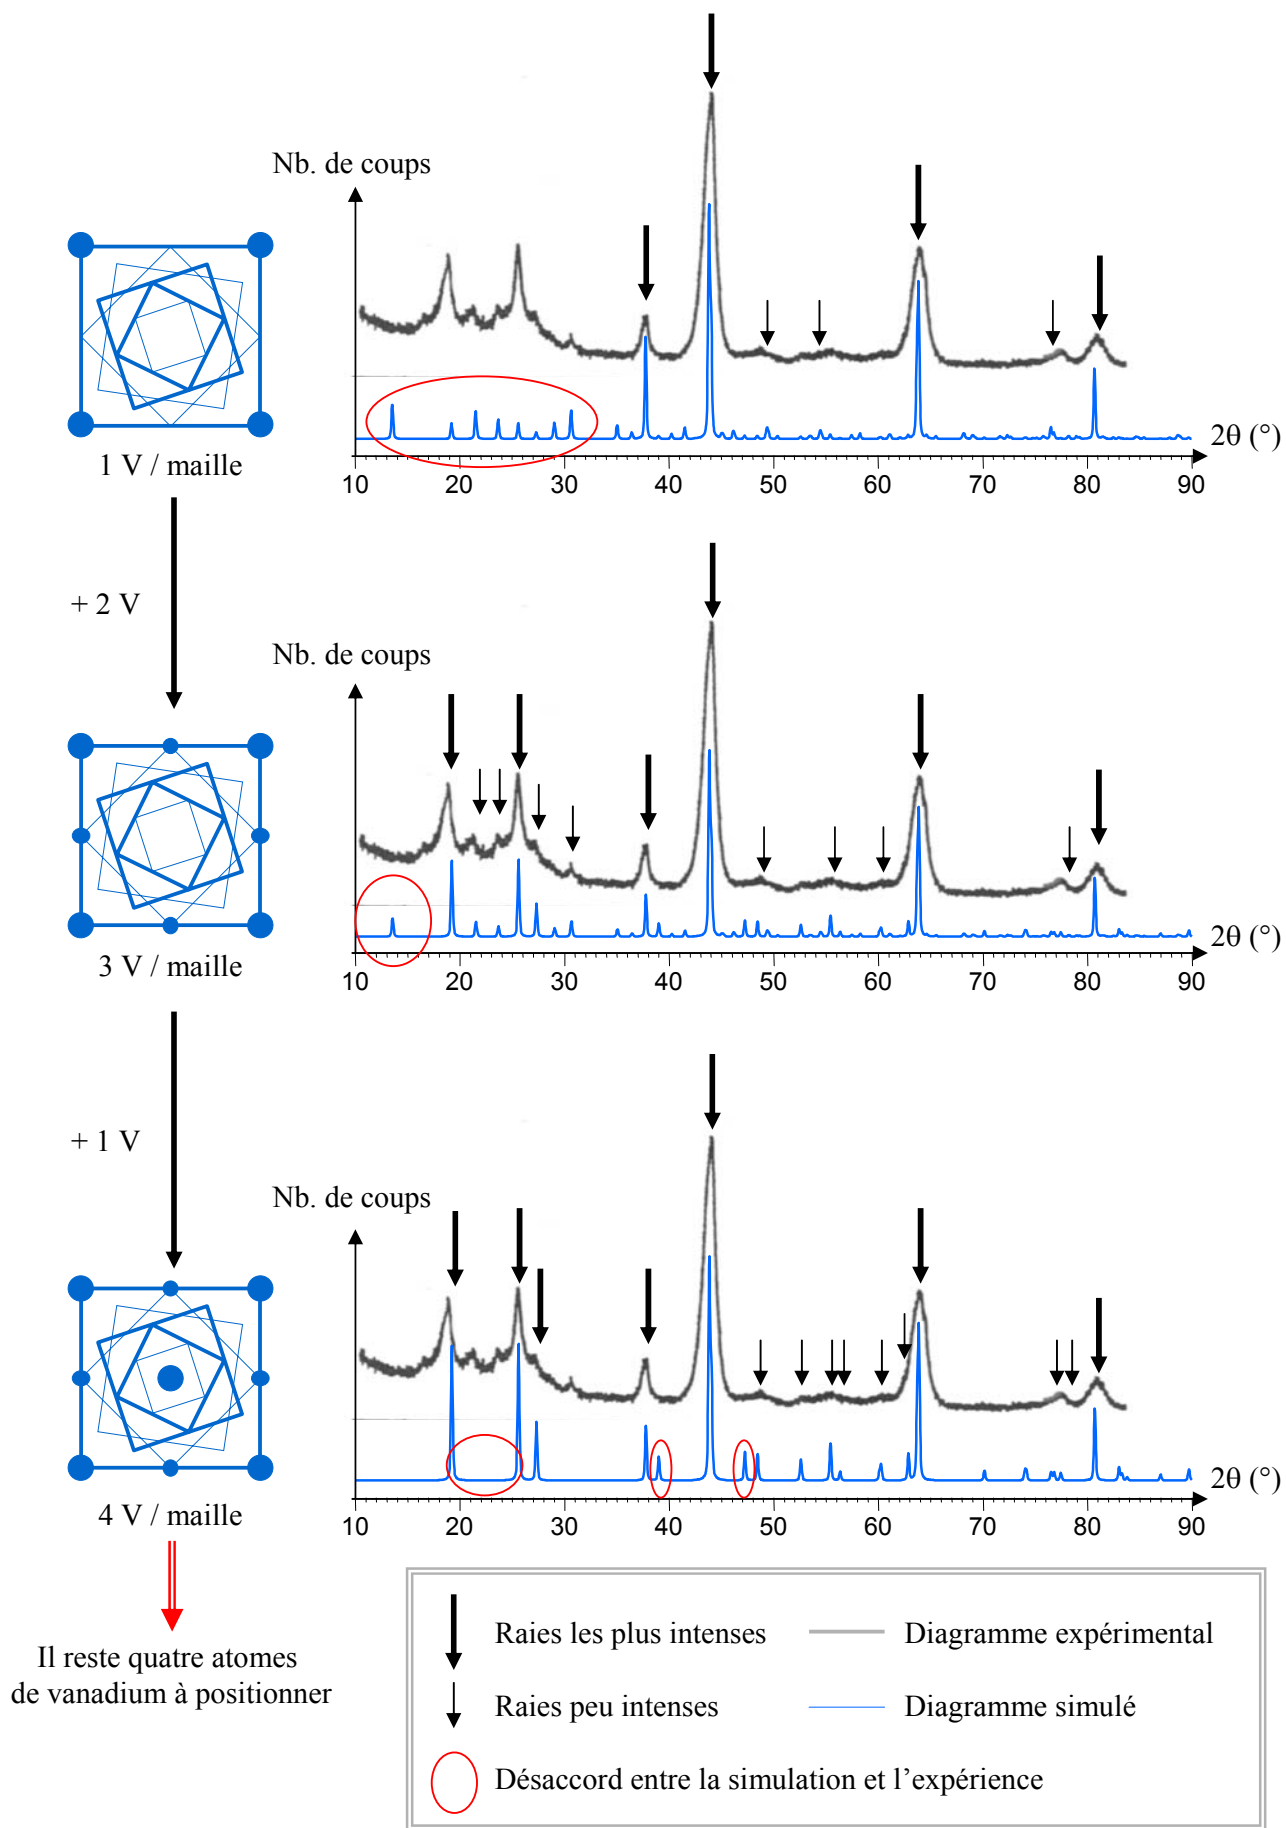 Nb. de coups
2θ (°)
10 20 30 40 50 60 70 80 90
1 V / maille
+ 2 V
Nb. de coups
2θ (°)
10 20 30 40 50 60 70 80 90
3 V / maille
+ 1 V
Nb. de coups
2θ (°)
10 20 30 40 50 60 70 80 90
4 V / maille
Il reste quatre atomes
de vanadium à positionner
Raies les plus intenses
Diagramme expérimental
Raies peu intenses
Diagramme simulé
Désaccord entre la simulation et l’expérience